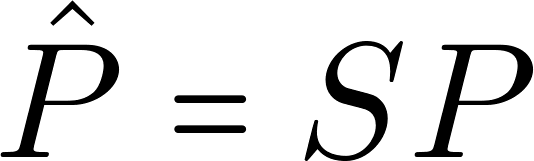 P̂ = SP